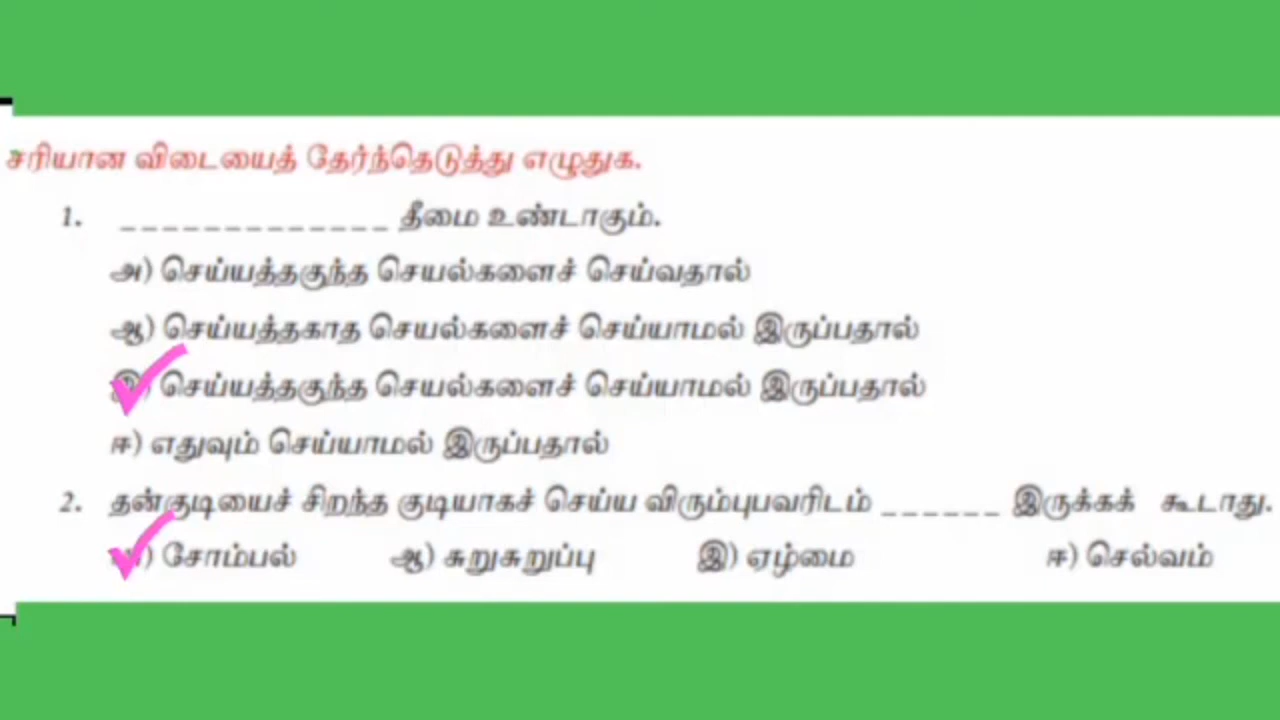 சரியான விடையைத் தேர்ந்தெடுத்து எழுதுக.
1. _____________ தீமை உண்டாகும்.
அ) செய்யத்தகுந்த செயல்களைச் செய்வதால்
ஆ) செய்யத்தகாத செயல்களைச் செய்யாமல் இருப்பதால்
இ) செய்யத்தகுந்த செயல்களைச் செய்யாமல் இருப்பதால்
ஈ) எதுவும் செய்யாமல் இருப்பதால்
2. தன்குடியைச் சிறந்த குடியாகச் செய்ய விரும்புபவரிடம் ______ இருக்கக் கூடாது.
அ) சோம்பல் ஆ) சுறுசுறுப்பு இ) ஏழ்மை ஈ) செல்வம்